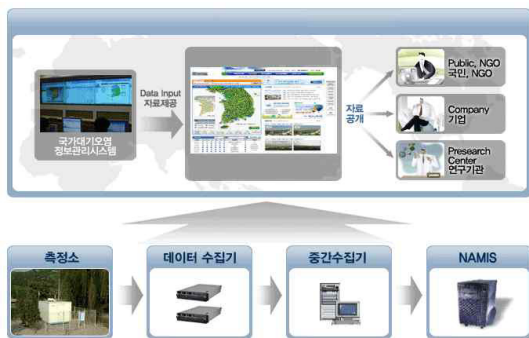 Data Input
자료제공
국가대기오염
정보관리시스템
자료
공개
Public, NGO
국민, NGO
Company
기업
Presearch
Center
연구기관
측정소
데이터 수집기
중간수집기
NAMIS